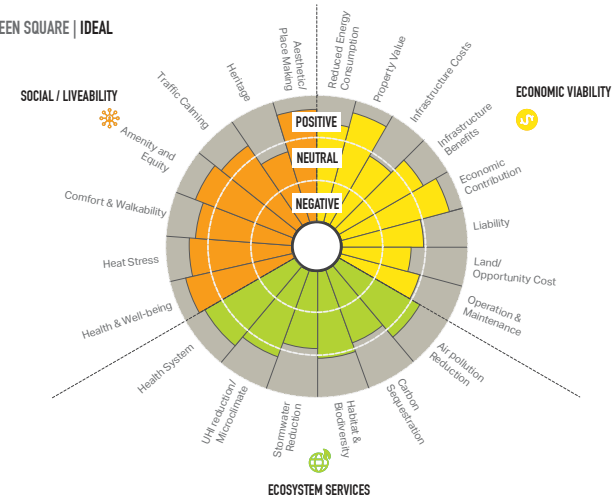 EEN SQUARE | IDEAL
SOCIAL / LIVEABILITY
ECONOMIC VIABILITY
ECOSYSTEM SERVICES
POSITIVE
NEUTRAL
NEGATIVE
Reduced Energy
Consumption
Property Value
Infrastructure Costs
Infrastructure
Benefits
Economic
Contribution
Liability
Land/
Opportunity Cost
Operation &
Maintenance
Air pollution
Reduction
Carbon
Sequestration
Habitat &
Biodiversity
Stormwater
Reduction
UHI reduction/
Microclimate
Health System
Health & Well-being
Heat Stress
Comfort & Walkability
Amenity and
Equity
Traffic Calming
Heritage
Aesthetic/
Place Making